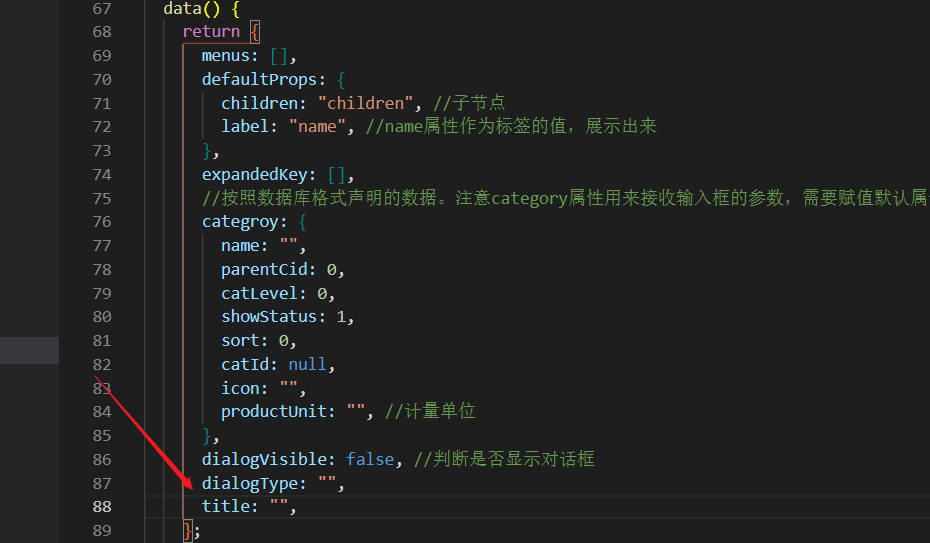 67 data() {
68 return {
69 menus: [],
70 defaultProps: {
71 children: "children", //子节点
72 label: "name", //name属性作为标签的值，展示出来
73 },
74 expandedKey: [],
75 //按照数据库格式声明的数据。注意category属性用来接收输入框的参数，需要赋值默认属
76 categroy: {
77 name: "",
78 parentCid: 0,
79 catLevel: 0,
80 showStatus: 1,
81 sort: 0,
82 catId: null,
83 icon: "",
84 productUnit: "", //计量单位
85 },
86 dialogVisible: false, //判断是否显示对话框
87 dialogType: "",
88 title: "",
89 };